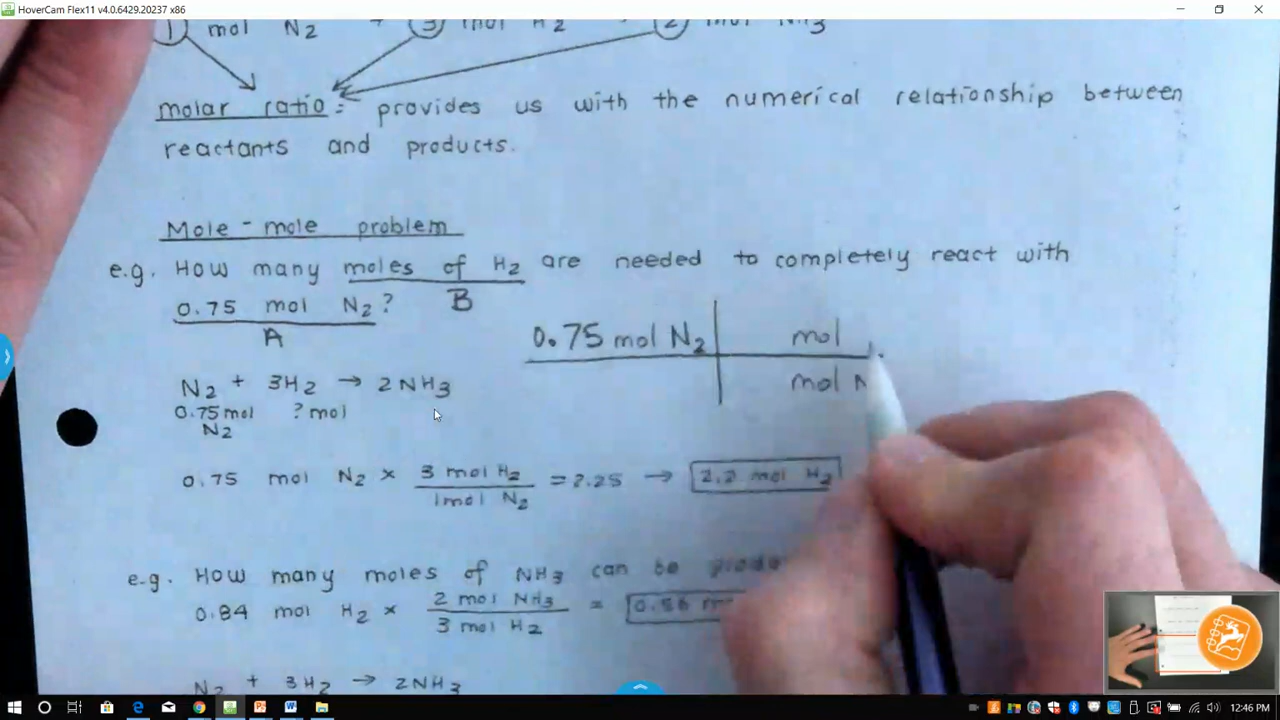 HoverCam Flex11 v4.0.6429.20237 x86
1 mol N2 + 3 mol H2 2 mol NH3
molar ratio: provides us with the numerical relationship between
reactants and products.
Mole - mole problem
e.g. How many moles of H2 are needed to completely react with
0.75 mol N2?
B
A
0.75 mol N2 mol
mol N
N2 + 3H2 → 2NH3
0.75 mol ? mol
N2
0.75 mol N2 × 3 mol H2 = 2.25 → 2.2 mol H2
1 mol N2
e.g. How many moles of NH3 can be
0.84 mol H2 × 2 mol NH3 = 0.56
3 mol H2
N2 + 3H2 → 2NH3
12:46 PM